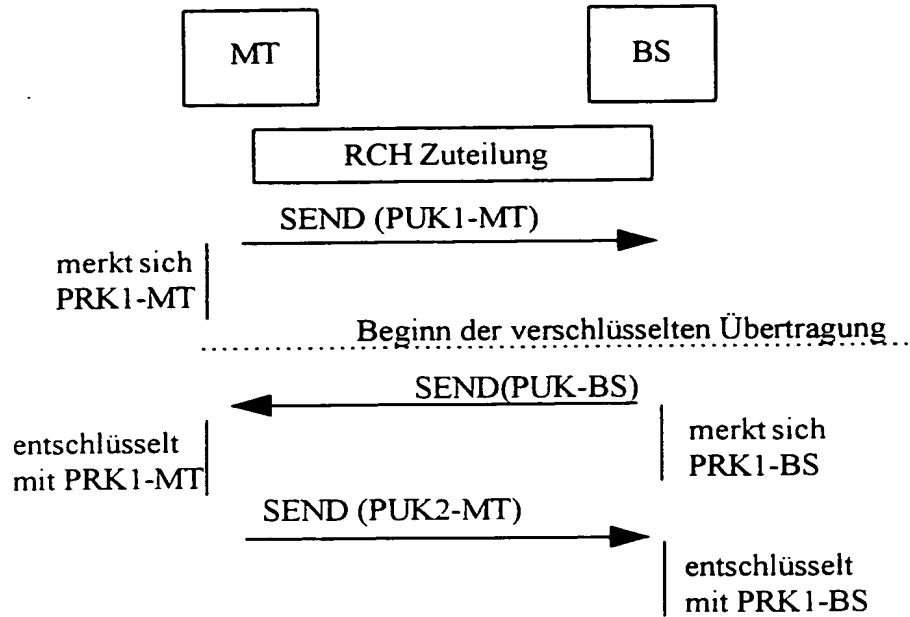 MT
BS
RCH Zuteilung
SEND (PUK1-MT)
merkt sich
PRK1-MT
Beginn der verschlüsselten Übertragung
SEND(PUK-BS)
entschlüsselt
mit PRK1-MT
merkt sich
PRK1-BS
SEND (PUK2-MT)
entschlüsselt
mit PRK1-BS